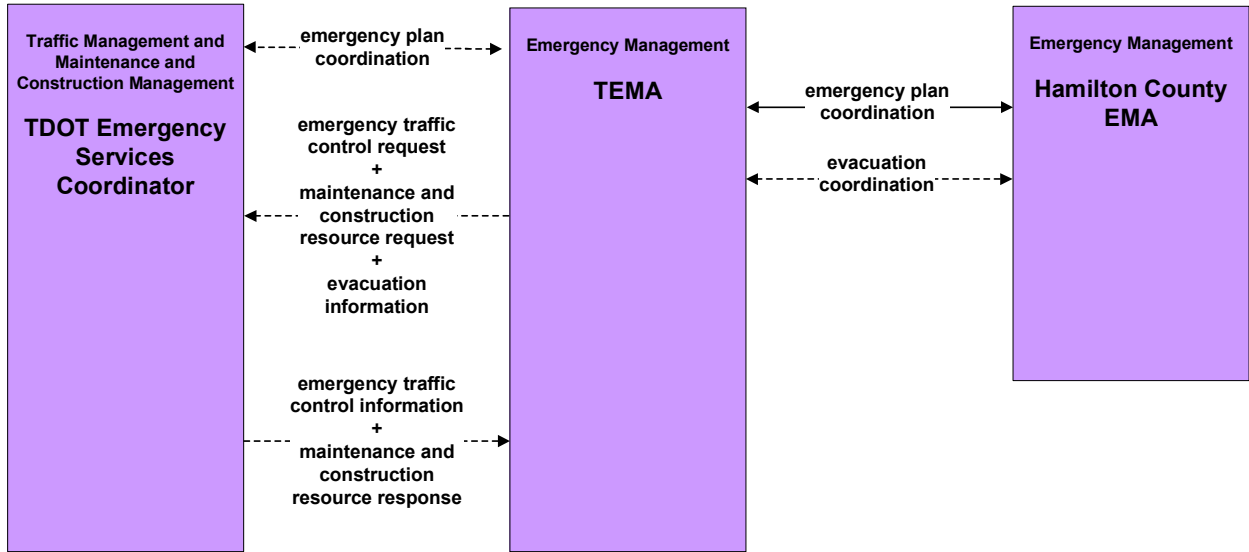 Traffic Management and
Maintenance and
Construction Management
TDOT Emergency
Services
Coordinator
emergency plan
coordination
emergency traffic
control request
+
maintenance and
construction
resource request
+
evacuation
information
emergency traffic
control information
+
maintenance and
construction
resource response
Emergency Management
TEMA
emergency plan
coordination
evacuation
coordination
Emergency Management
Hamilton County
EMA